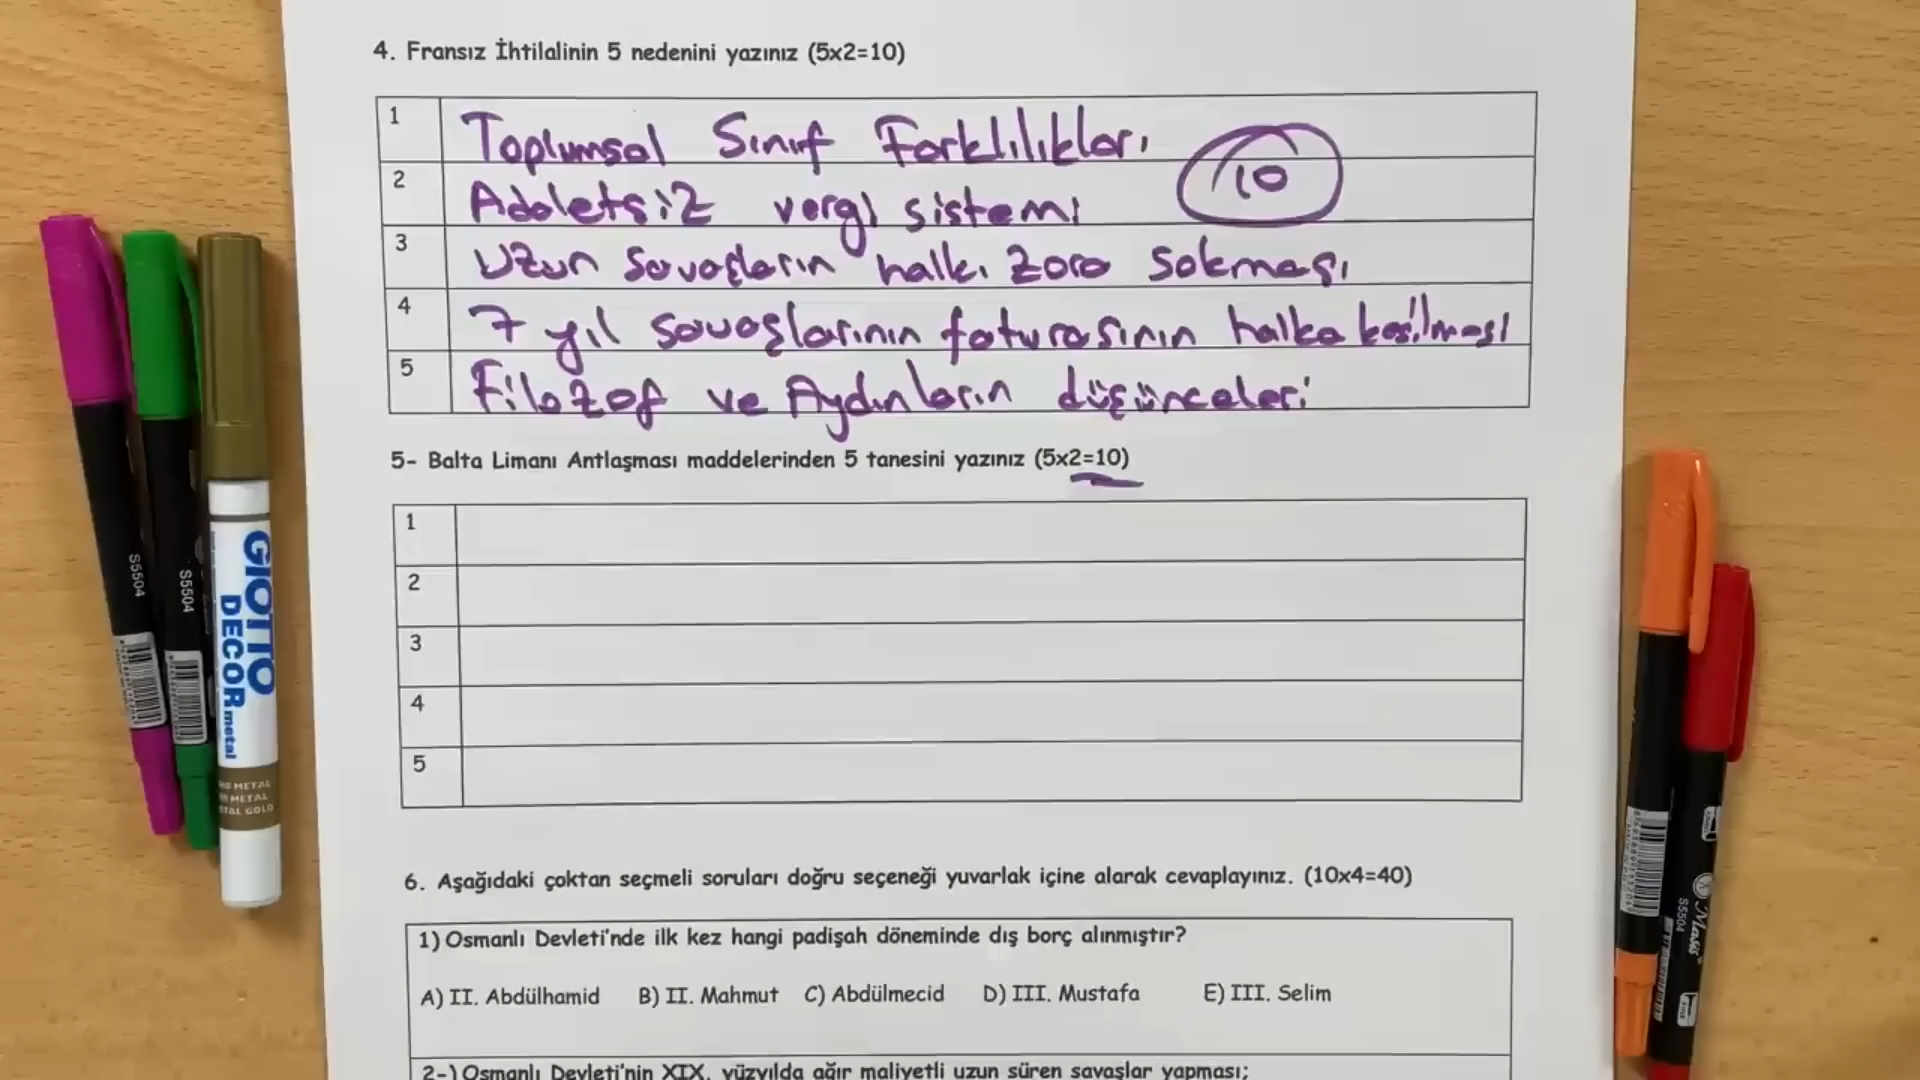 4. Fransız İhtilalinin 5 nedenini yazınız (5x2=10)
1 Toplumsal Sınıf Farklılıkları
2 Adaletsiz vergi sistemi
10
3 Uzun Savaşların halkı zora sokması
4 7 yıl savaşlarının faturasının halka kesilmesi
5 Filozof ve Aydınların düşünceleri
5- Balta Limanı Antlaşması maddelerinden 5 tanesini yazınız (5x2=10)
1
2
3
4
5
6. Aşağıdaki çoktan seçmeli soruları doğru seçeneği yuvarlak içine alarak cevaplayınız. (10x4=40)
1) Osmanlı Devleti'nde ilk kez hangi padişah döneminde dış borç alınmıştır?
A) II. Abdülhamid B) II. Mahmut C) Abdülmecid D) III. Mustafa E) III. Selim
2-) Osmanlı Devleti'nin XIX. yüzyılda ağır maliyetli uzun süren savaşlar yapması;
S5504
S5504
GIOTTO
DECOR metal
METAL GOLD
S5504